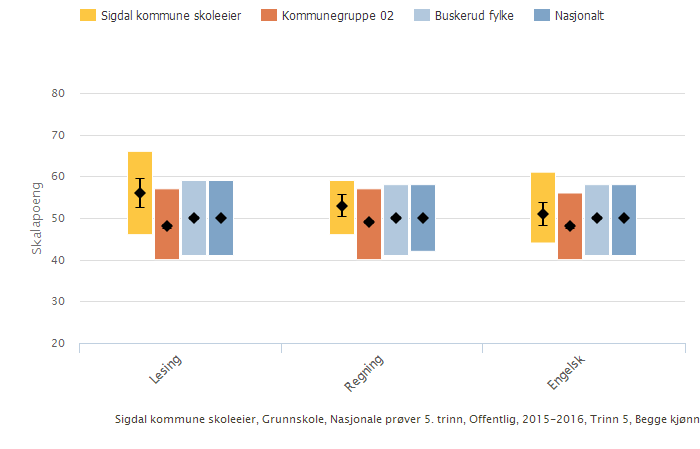 Sigdal kommune skoleeier Kommunegruppe 02 Buskerud fylke Nasjonalt
80
70
60
50
40
30
20
Skalapoeng
Lesing Regning Engelsk
Sigdal kommune skoleeier, Grunnskole, Nasjonale prøver 5. trinn, Offentlig, 2015-2016, Trinn 5, Begge kjønn